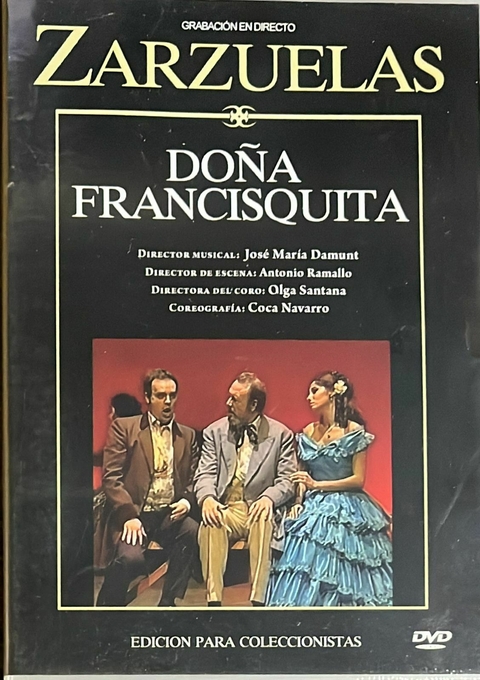 GRABACIÓN EN DIRECTO
ZARZUELAS
DOÑA
FRANCISQUITA
DIRECTOR MUSICAL: José María Damunt
DIRECTOR DE ESCENA: Antonio Ramallo
DIRECTORA DEL CORO: Olga Santana
COREOGRAFÍA: Coca Navarro
EDICION PARA COLECCIONISTAS
DVD